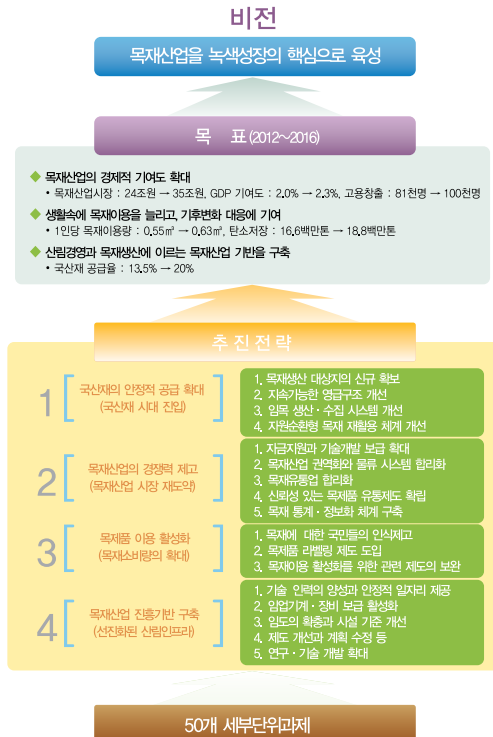 비전
목재산업을 녹색성장의 핵심으로 육성
목 표(2012~2016)
◆ 목재산업의 경제적 기여도 확대
• 목재산업시장 : 24조원 → 35조원, GDP 기여도 : 2.0% → 2.3%, 고용창출 : 81천명 → 100천명
◆ 생활속에 목재이용을 늘리고, 기후변화 대응에 기여
• 1인당 목재이용량 : 0.55㎥ → 0.63㎥, 탄소저장 : 16.6백만톤 → 18.8백만톤
◆ 산림경영과 목재생산에 이르는 목재산업 기반을 구축
• 국산재 공급율 : 13.5% → 20%
추 진 전 략
1
국산재의 안정적 공급 확대
(국산재 시대 진입)
1. 목재생산 대상지의 신규 확보
2. 지속가능한 영급구조 개선
3. 임목 생산·수집 시스템 개선
4. 자원순환형 목재 재활용 체계 개선
2
목재산업의 경쟁력 제고
(목재산업 시장 재도약)
1. 자금지원과 기술개발 보급 확대
2. 목재산업 권역화와 물류 시스템 합리화
3. 목재유통업 합리화
4. 신뢰성 있는 목제품 유통제도 확립
5. 목재 통계·정보화 체계 구축
3
목제품 이용 활성화
(목재소비량의 확대)
1. 목재에 대한 국민들의 인식제고
2. 목제품 라벨링 제도 도입
3. 목재이용 활성화를 위한 관련 제도의 보완
4
목재산업 진흥기반 구축
(선진화된 산림인프라)
1. 기술 인력의 양성과 안정적 일자리 제공
2. 임업기계·장비 보급 활성화
3. 임도의 확충과 시설 기준 개선
4. 제도 개선과 계획 수정 등
5. 연구·기술 개발 확대
50개 세부단위과제